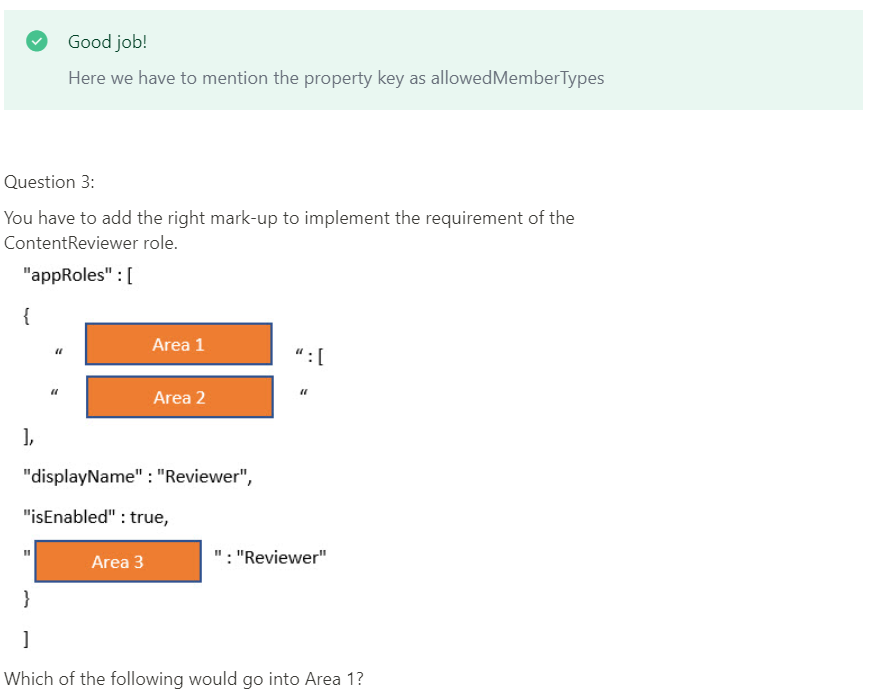 Good job!
Here we have to mention the property key as allowedMemberTypes
Question 3:
You have to add the right mark-up to implement the requirement of the
ContentReviewer role.
"appRoles" : [
{
“ Area 1 “ : [
“ Area 2 “
],
"displayName" : "Reviewer",
"isEnabled" : true,
" Area 3 " : "Reviewer"
}
]
Which of the following would go into Area 1?